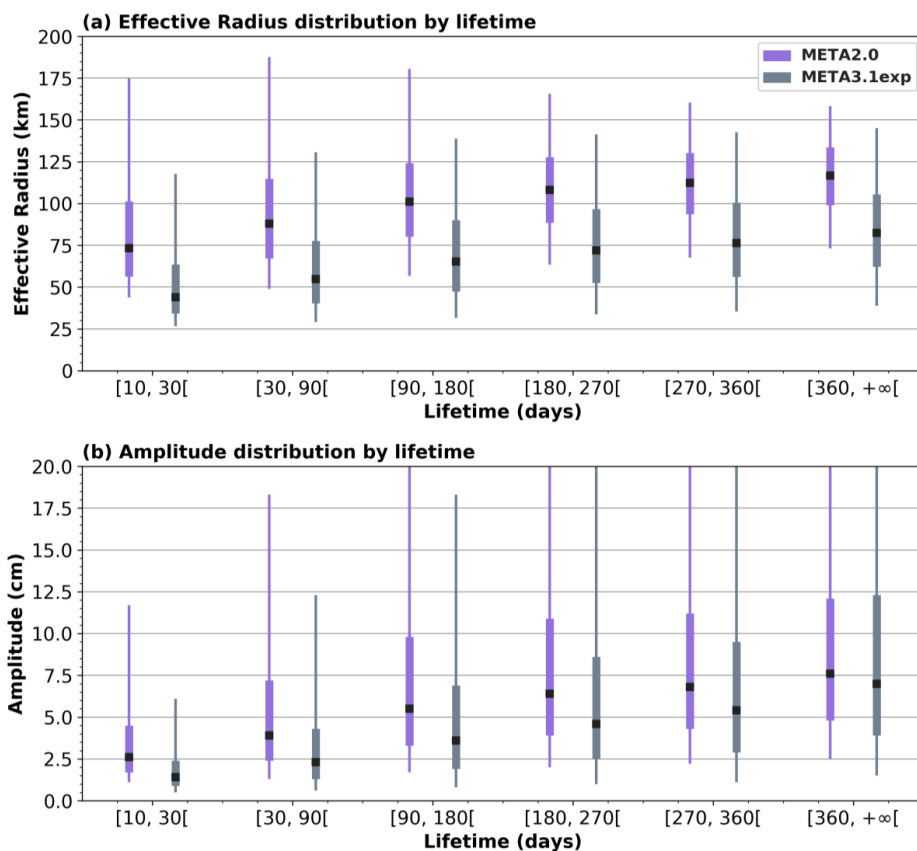 (a) Effective Radius distribution by lifetime
200
175
150
125
100
75
50
25
0
Effective Radius (km)
META2.0
META3.1exp
[10, 30[ [30, 90[ [90, 180[ [180, 270[ [270, 360[ [360, +∞[
Lifetime (days)
(b) Amplitude distribution by lifetime
20.0
17.5
15.0
12.5
10.0
7.5
5.0
2.5
0.0
Amplitude (cm)
[10, 30[ [30, 90[ [90, 180[ [180, 270[ [270, 360[ [360, +∞[
Lifetime (days)